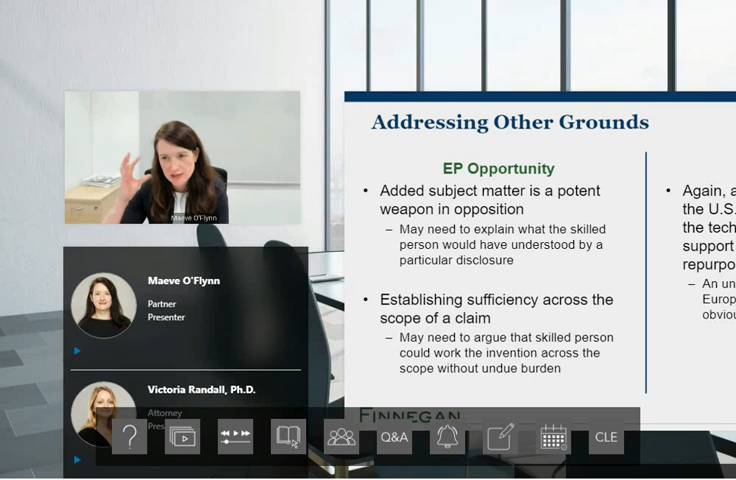 Maeve O'Flynn
Maeve O'Flynn
Partner
Presenter
Victoria Randall, Ph.D.
Attorney
Addressing Other Grounds
EP Opportunity
• Added subject matter is a potent
weapon in opposition
– May need to explain what the skilled
person would have understood by a
particular disclosure
• Establishing sufficiency across the
scope of a claim
– May need to argue that skilled person
could work the invention across the
scope without undue burden
• Again, a
the U.S.
the tech
support
repurpo
– An un
Europ
obviou
FINNEGAN
?
Q&A
CLE